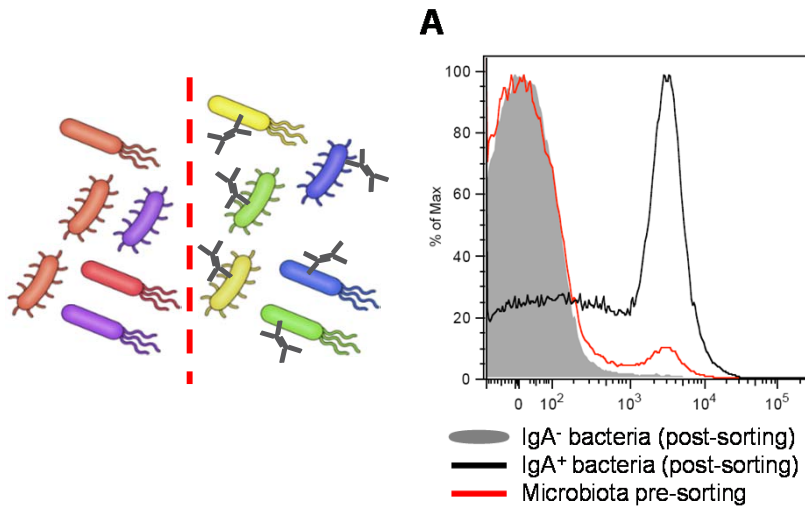 A
100
80
60
40
20
0
% of Max
0 10² 10³ 10⁴ 10⁵
IgA⁻ bacteria (post-sorting)
IgA⁺ bacteria (post-sorting)
Microbiota pre-sorting